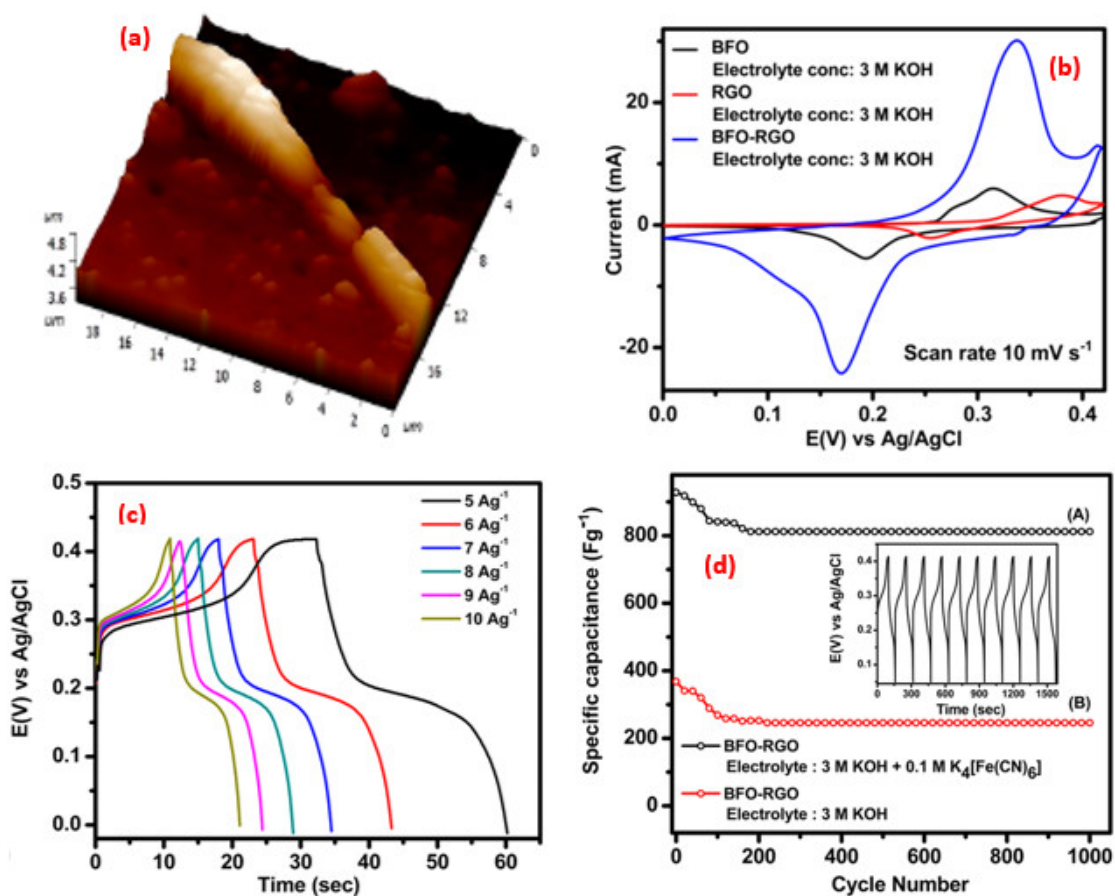 (a)
μm
4.8
4.2
3.6
μm
18
16
14
12
10
8
6
4
2
0
μm
0
4
8
12
16
(b)
BFO
Electrolyte conc: 3 M KOH
RGO
Electrolyte conc: 3 M KOH
BFO-RGO
Electrolyte conc: 3 M KOH
Scan rate 10 mV s⁻¹
Current (mA)
20
0
-20
0.0 0.1 0.2 0.3 0.4
E(V) vs Ag/AgCl
(c)
5 Ag⁻¹
6 Ag⁻¹
7 Ag⁻¹
8 Ag⁻¹
9 Ag⁻¹
10 Ag⁻¹
E(V) vs Ag/AgCl
0.5
0.4
0.3
0.2
0.1
0.0
0 10 20 30 40 50 60
Time (sec)
(d)
(A)
(B)
Specific capacitance (Fg⁻¹)
800
600
400
200
0
E(V) vs Ag/AgCl
0.4
0.3
0.2
0.1
0 300 600 900 1200 1500
Time (sec)
BFO-RGO
Electrolyte : 3 M KOH + 0.1 M K₄[Fe(CN)₆]
BFO-RGO
Electrolyte : 3 M KOH
0 200 400 600 800 1000
Cycle Number